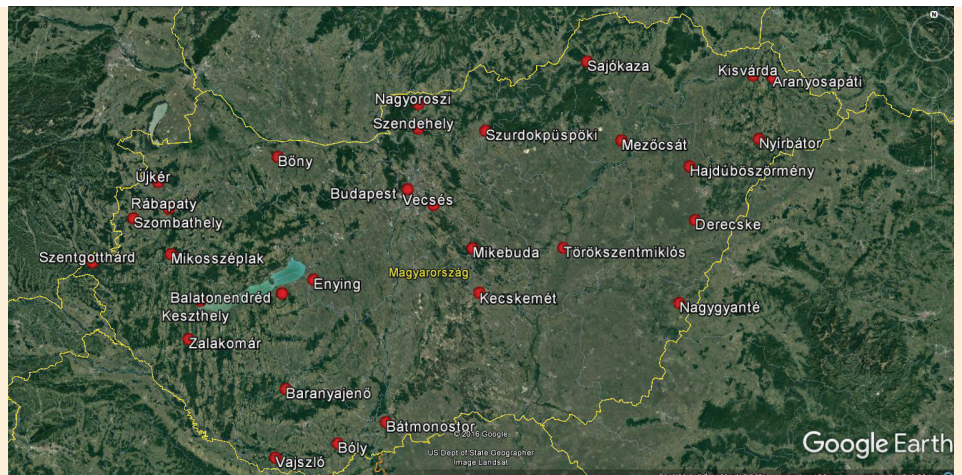 N
Sajókaza
Kisvárda
Aranyosapáti
Nagyoroszi
Szendehely
Szurdokpüspöki
Mezőcsát
Nyírbátor
Bőny
Hajdúböszörmény
Újkér
Budapest
Vecsés
Rábapaty
Szombathely
Derecske
Szentgotthárd
Mikosszéplak
Mikebuda
Törökszentmiklós
Magyarország
Enying
Balatonendréd
Kecskemét
Nagygyanté
Keszthely
Zalakomár
Baranyajenő
Bátmonostor
© 2016 Google
Bóly
US Dept of State Geographer
Google Earth
Vajszló
Image Landsat